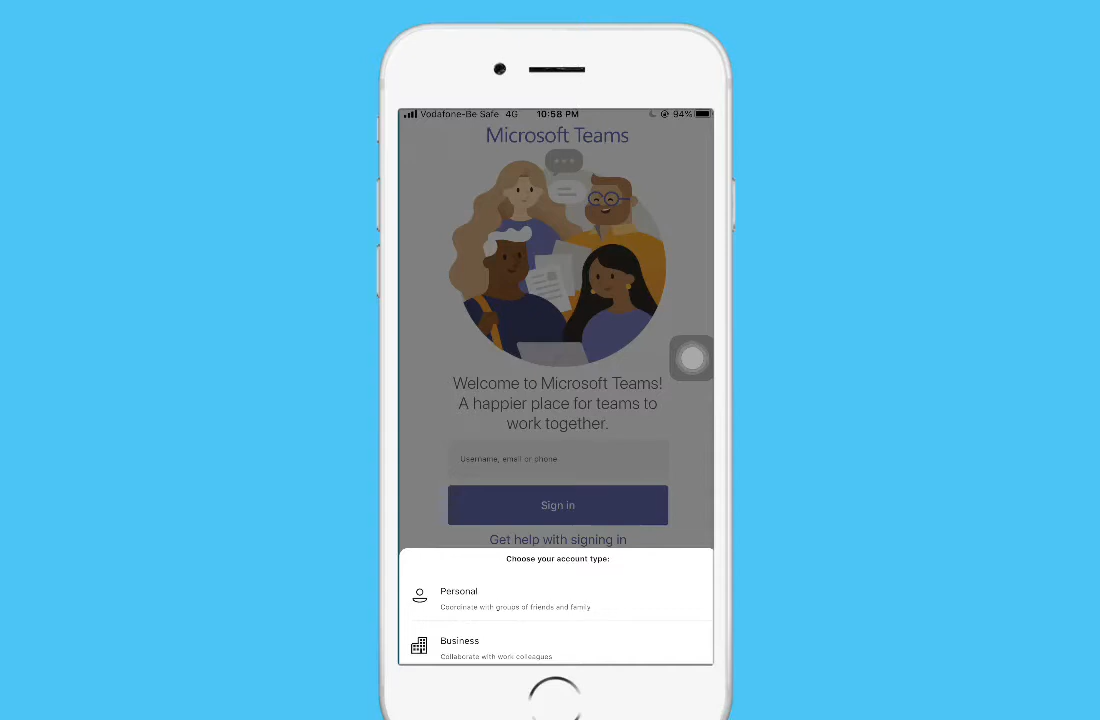 Vodafone-Be Safe 4G 10:58 PM 94%
Microsoft Teams
Welcome to Microsoft Teams!
A happier place for teams to
work together.
Username, email or phone
Sign in
Get help with signing in
Choose your account type:
Personal
Coordinate with groups of friends and family
Business
Collaborate with work colleagues